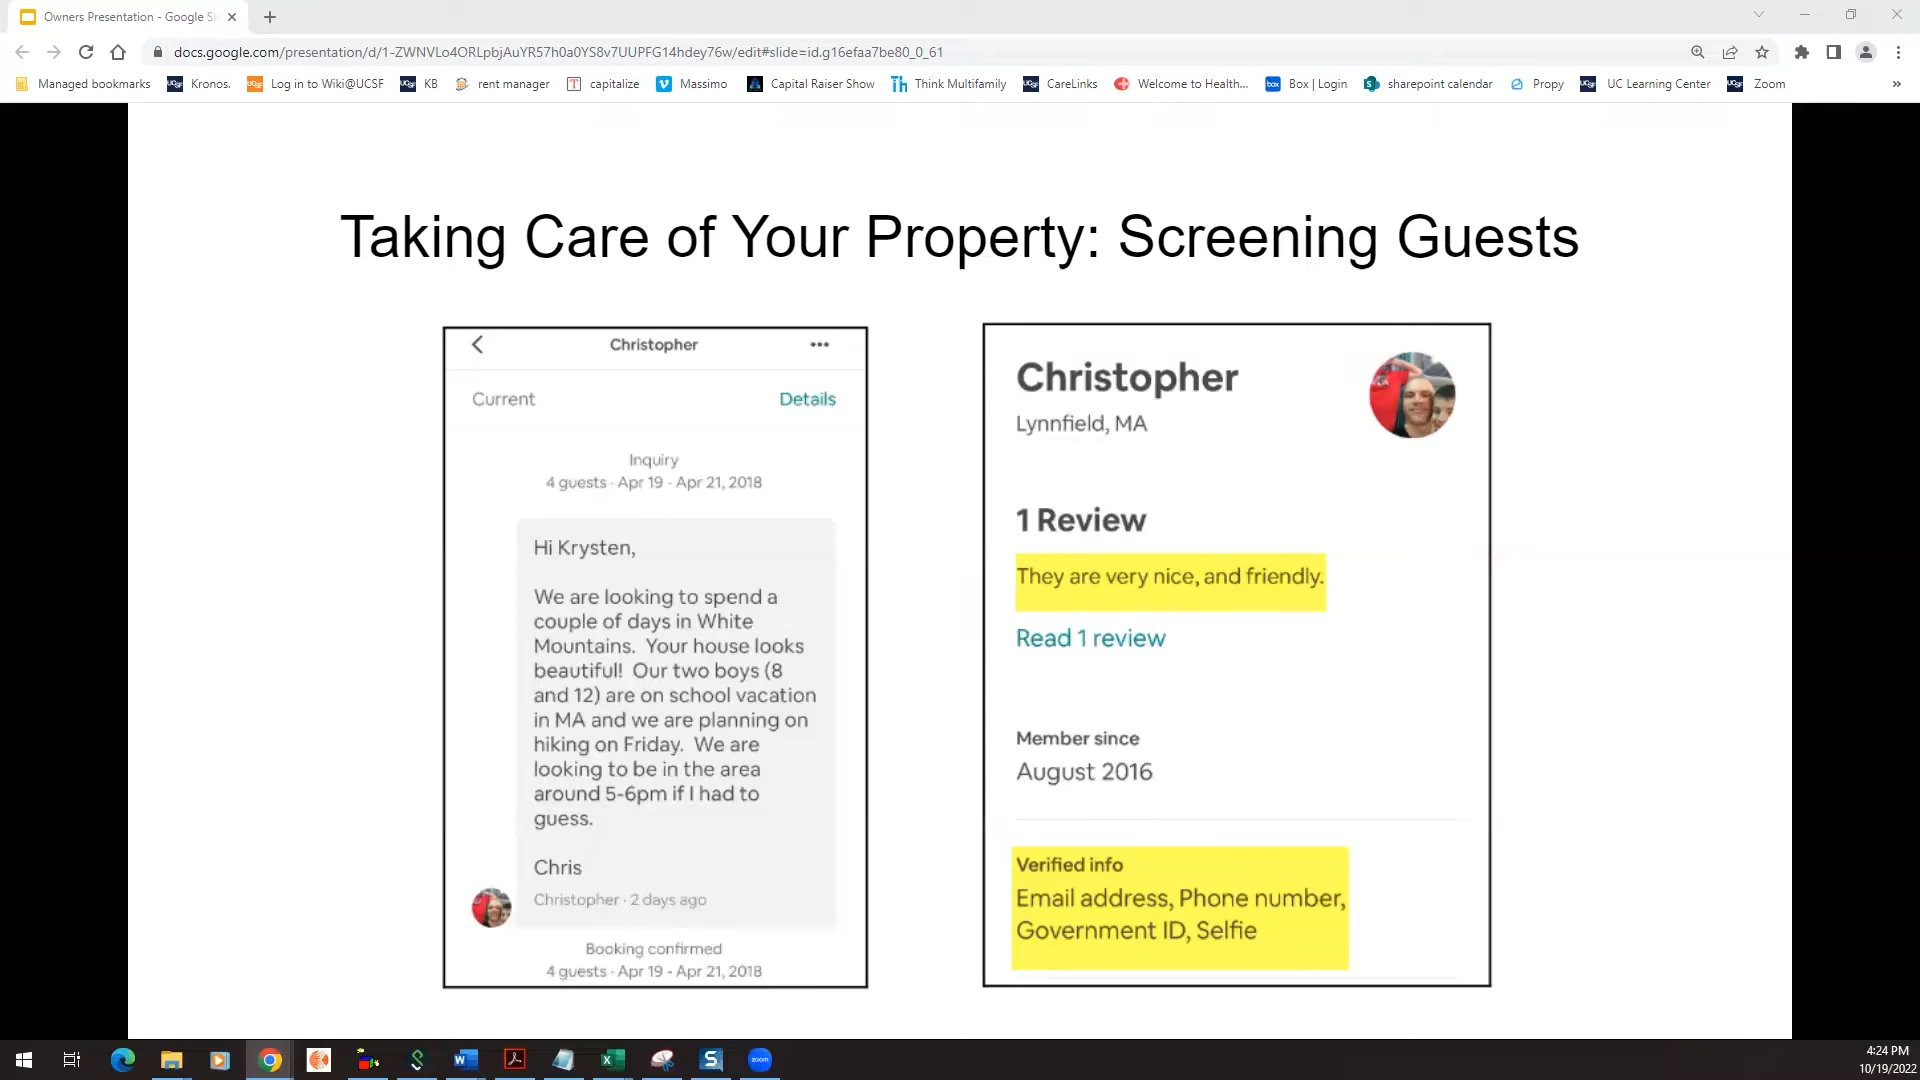 Owners Presentation - Google Sl
docs.google.com/presentation/d/1-ZWNVLo4ORLpbjAuYR57h0a0YS8v7UUPFG14hdey76w/edit#slide=id.g16efaa7be80_0_61
Managed bookmarks
UCSF
Kronos.
Log in to Wiki@UCSF
UCSF
KB
rent manager
T
capitalize
Massimo
Capital Raiser Show
Th
Think Multifamily
UCSF
CareLinks
Welcome to Health...
box
Box | Login
S
sharepoint calendar
Propy
UCSF
UC Learning Center
UCSF
Zoom
»
Taking Care of Your Property: Screening Guests
Christopher
Current
Details
Inquiry
4 guests · Apr 19 - Apr 21, 2018
Hi Krysten,
We are looking to spend a
couple of days in White
Mountains. Your house looks
beautiful! Our two boys (8
and 12) are on school vacation
in MA and we are planning on
hiking on Friday. We are
looking to be in the area
around 5-6pm if I had to
guess.
Chris
Christopher · 2 days ago
Booking confirmed
4 guests · Apr 19 - Apr 21, 2018
Christopher
Lynnfield, MA
1 Review
They are very nice, and friendly.
Read 1 review
Member since
August 2016
Verified info
Email address, Phone number,
Government ID, Selfie
W
X
S
zoom
4:24 PM
10/19/2022